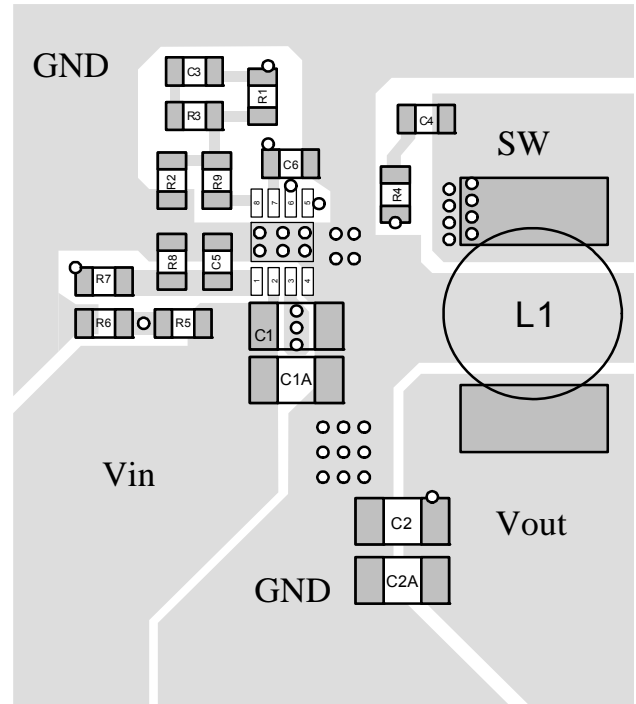 GND
C3
R3
R1
C4
SW
R2
R9
C6
R4
8 7 6 5
R7
R8
C5
1 2 3 4
L1
R6
R5
C1
C1A
Vin
C2
Vout
GND
C2A